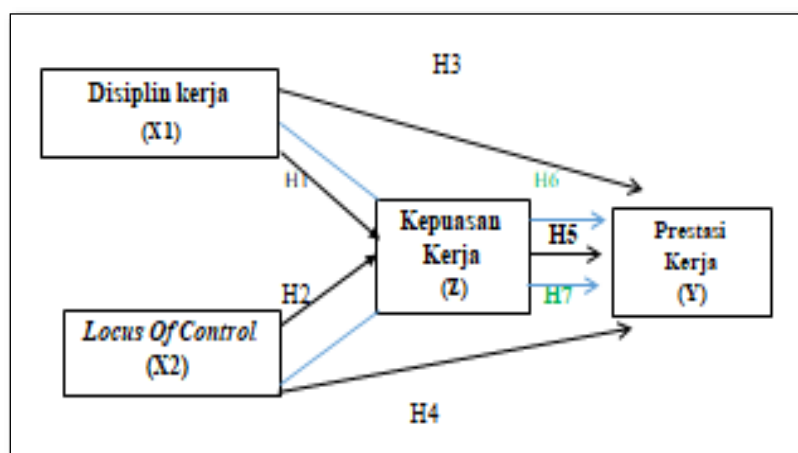 H3
Disiplin kerja
(X1)
H1
H6
Kepuasan
Kerja
(Z)
H5
Prestasi
Kerja
(Y)
H2
H7
Locus Of Control
(X2)
H4